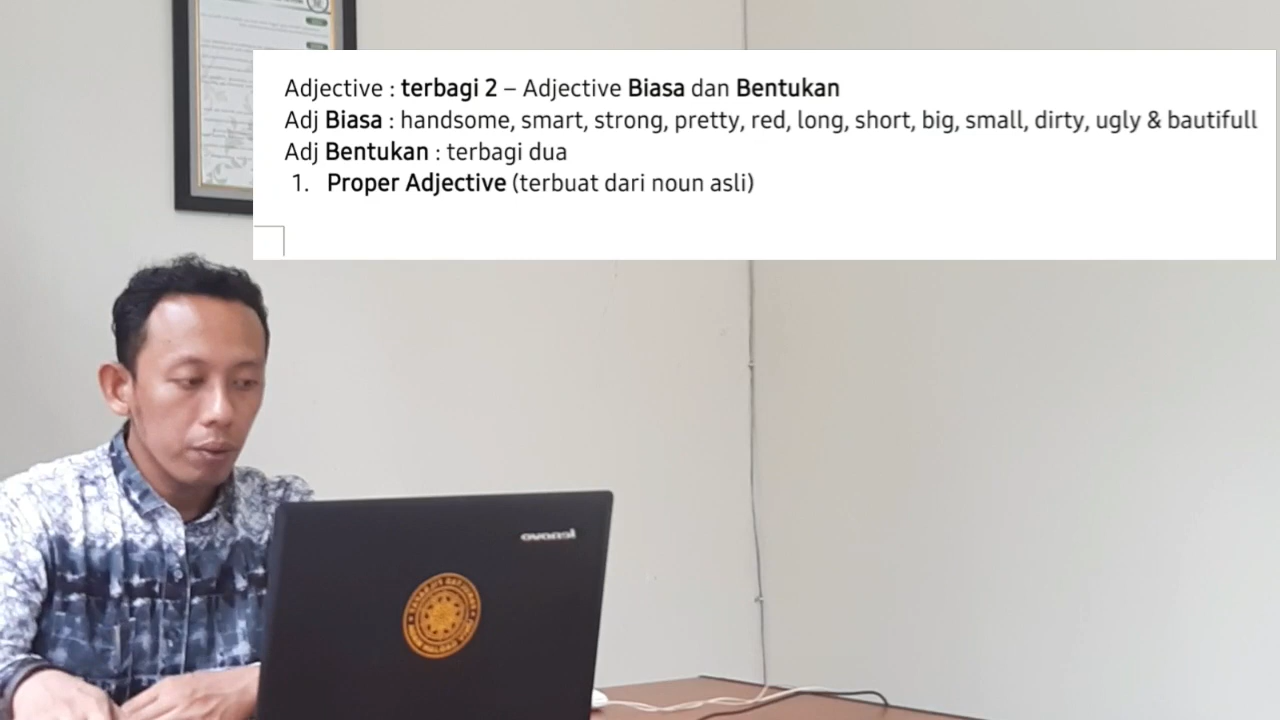 Adjective : terbagi 2 – Adjective Biasa dan Bentukan
Adj Biasa : handsome, smart, strong, pretty, red, long, short, big, small, dirty, ugly & bautifull
Adj Bentukan : terbagi dua
1. Proper Adjective (terbuat dari noun asli)
lenovo